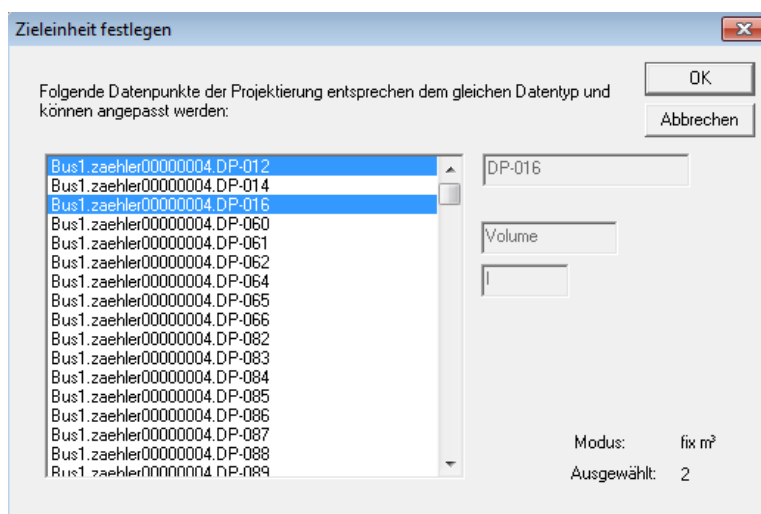 Zieleinheit festlegen
Folgende Datenpunkte der Projektierung entsprechen dem gleichen Datentyp und
können angepasst werden:
OK
Abbrechen
Bus1.zaehler00000004.DP-012
Bus1.zaehler00000004.DP-014
Bus1.zaehler00000004.DP-016
Bus1.zaehler00000004.DP-060
Bus1.zaehler00000004.DP-061
Bus1.zaehler00000004.DP-062
Bus1.zaehler00000004.DP-064
Bus1.zaehler00000004.DP-065
Bus1.zaehler00000004.DP-066
Bus1.zaehler00000004.DP-082
Bus1.zaehler00000004.DP-083
Bus1.zaehler00000004.DP-084
Bus1.zaehler00000004.DP-085
Bus1.zaehler00000004.DP-086
Bus1.zaehler00000004.DP-087
Bus1.zaehler00000004.DP-088
Bus1.zaehler00000004.DP-089
DP-016
Volume
l
Modus: fix m³
Ausgewählt: 2